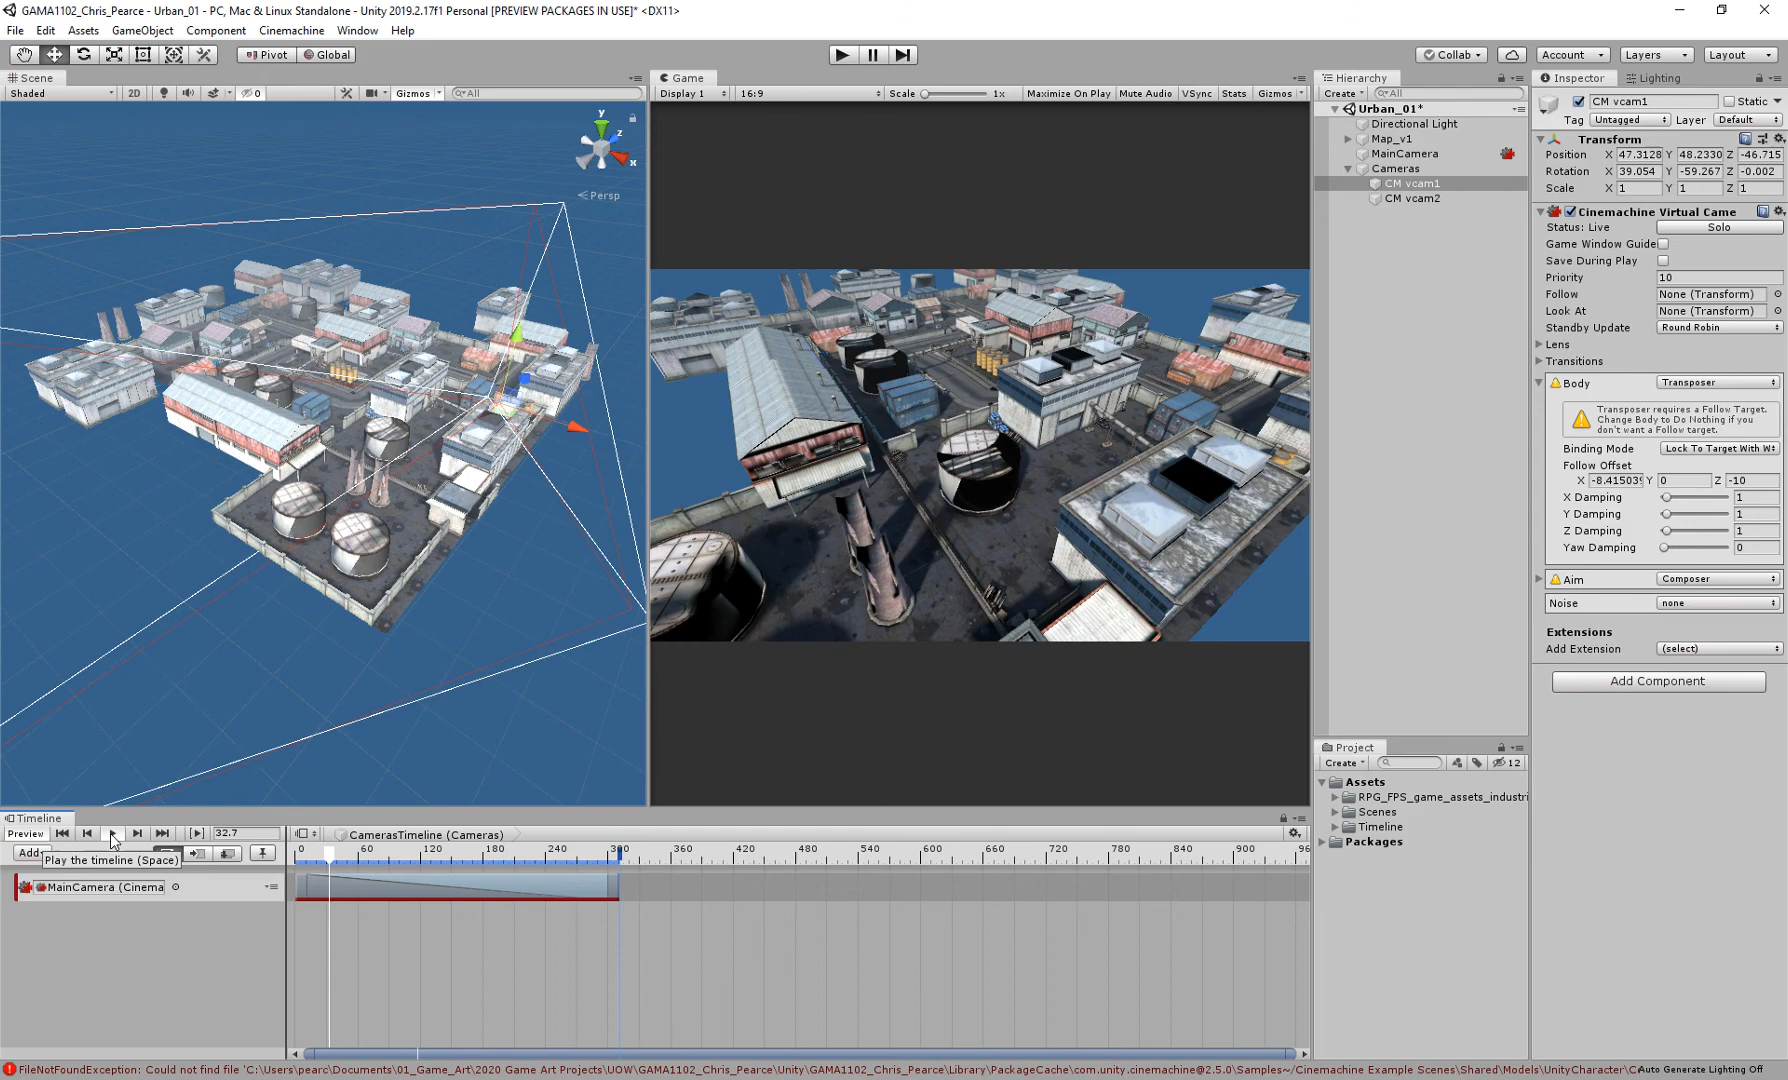 GAMA1102_Chris_Pearce - Urban_01 - PC, Mac & Linux Standalone - Unity 2019.2.17f1 Personal [PREVIEW PACKAGES IN USE]* <DX11>
File Edit Assets GameObject Component Cinemachine Window Help
Pivot Global Collab Account Layers Layout
Scene
Shaded 2D 0 Gizmos All
y
z
x
Persp
Game
Display 1 16:9 Scale 1x Maximize On Play Mute Audio VSync Stats Gizmos
Hierarchy
Create All
Urban_01*
Directional Light
Map_v1
MainCamera
Cameras
CM vcam1
CM vcam2
Project
Create 12
Assets
RPG_FPS_game_assets_industri
Scenes
Timeline
Packages
Inspector Lighting
CM vcam1 Static
Tag Untagged Layer Default
Transform
Position X 47.3128 Y 48.2330 Z -46.715
Rotation X 39.054 Y -59.267 Z -0.002
Scale X 1 Y 1 Z 1
Cinemachine Virtual Came
Status: Live Solo
Game Window Guide
Save During Play
Priority 10
Follow None (Transform)
Look At None (Transform)
Standby Update Round Robin
Lens
Transitions
Body Transposer
Transposer requires a Follow Target.
Change Body to Do Nothing if you
don't want a Follow target.
Binding Mode Lock To Target With W
Follow Offset
X -8.41503 Y 0 Z -10
X Damping 1
Y Damping 1
Z Damping 1
Yaw Damping 0
Aim Composer
Noise none
Extensions
Add Extension (select)
Add Component
Timeline
Preview 32.7 CamerasTimeline (Cameras)
Add
Play the timeline (Space)
0 60 120 180 240 300 360 420 480 540 600 660 720 780 840 900 96
MainCamera (Cinema
FileNotFoundException: Could not find file 'C:\Users\pearc\Documents\01_Game_Art\2020 Game Art Projects\UOW\GAMA1102_Chris_Pearce\Unity\GAMA1102_Chris_Pearce\Library\PackageCache\com.unity.cinemachine@2.5.0\Samples~\Cinemachine Example Scenes\Shared\Models\UnityCharacter\C
Auto Generate Lighting Off